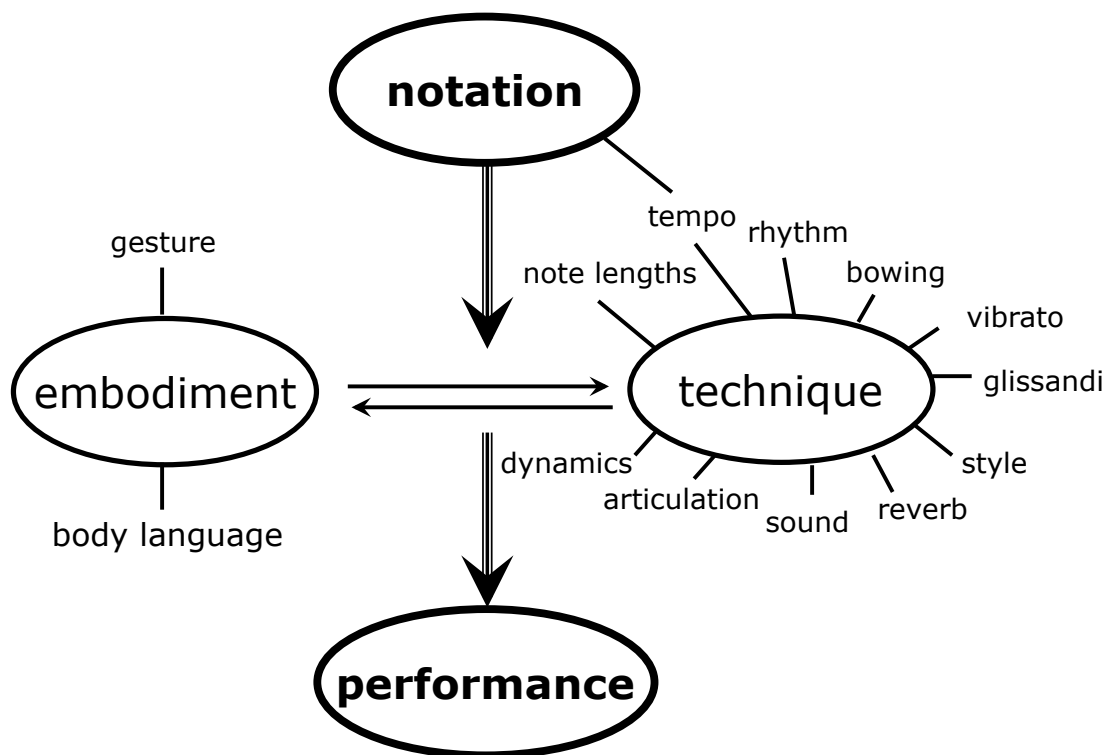 notation
tempo
rhythm
gesture
note lengths
bowing
vibrato
embodiment
technique
glissandi
dynamics
style
articulation
reverb
sound
body language
performance